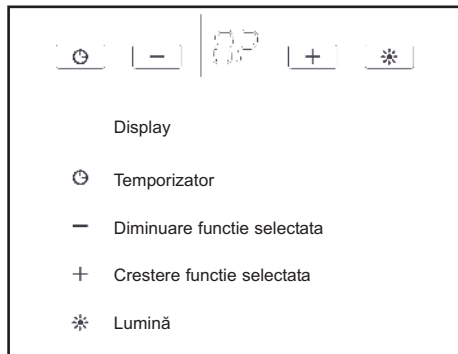 Display
Temporizator
− Diminuare functie selectata
+ Crestere functie selectata
Lumină